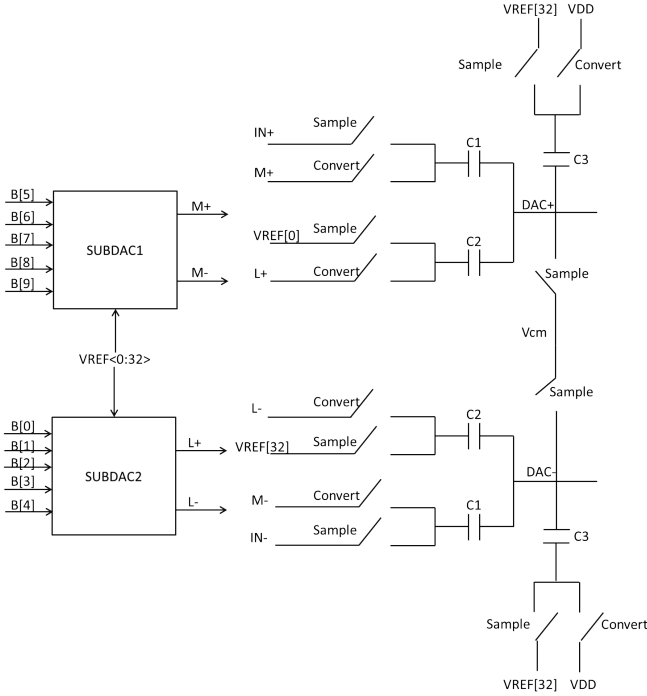 VREF[32] VDD
Sample
Convert
IN+
Sample
C1
M+
Convert
C3
B[5]
B[6]
B[7]
B[8]
B[9]
SUBDAC1
M+
M-
DAC+
VREF[0]
Sample
C2
L+
Convert
Sample
Vcm
VREF<0:32>
Sample
L-
Convert
C2
B[0]
B[1]
B[2]
B[3]
B[4]
SUBDAC2
L+
L-
VREF[32]
Sample
DAC-
M-
Convert
C1
IN-
Sample
C3
Sample
Convert
VREF[32] VDD